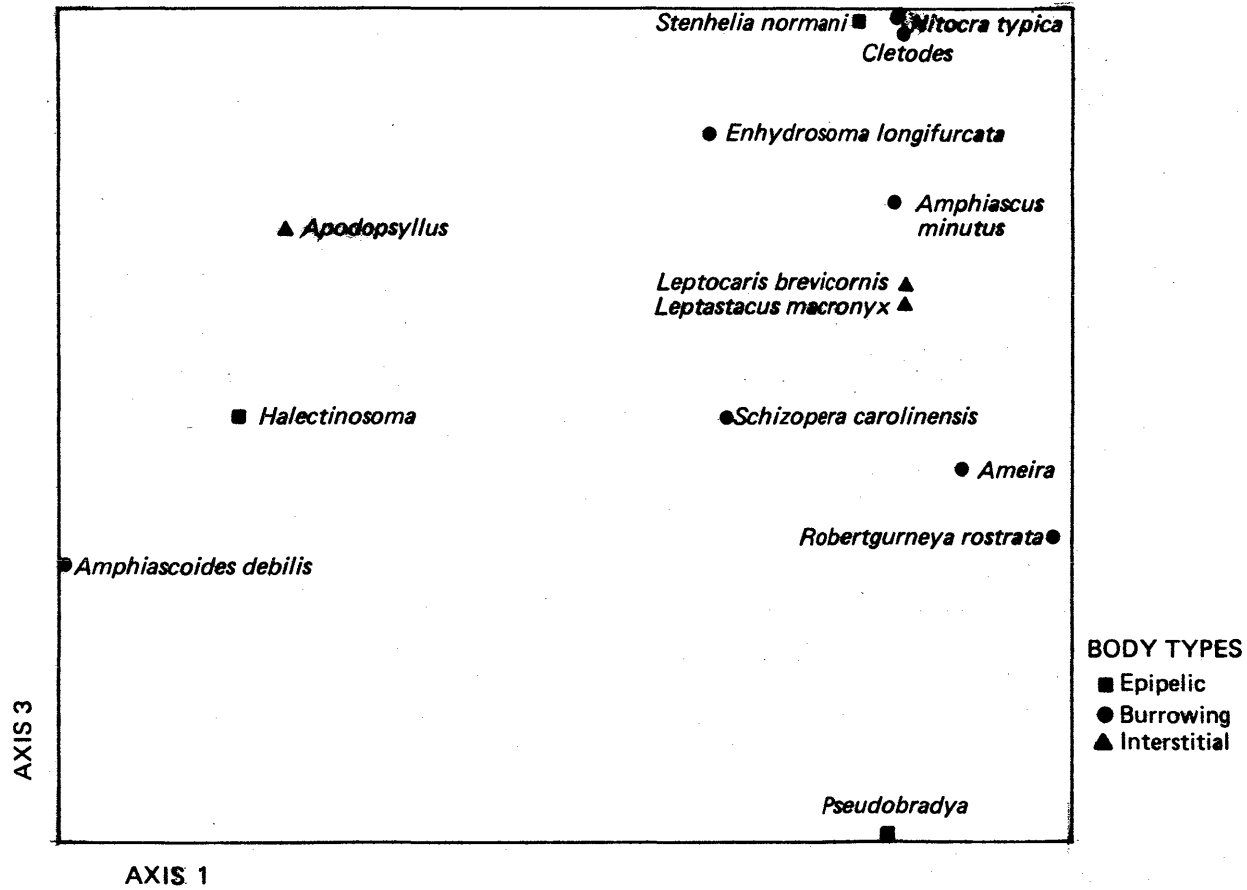 Stenhelia normani
Nitocra typica
Cletodes
Enhydrosoma longifurcata
Amphiascus
minutus
Apodopsyllus
Leptocaris brevicornis
Leptastacus macronyx
Halectinosoma
Schizopera carolinensis
Ameira
Robertgurneya rostrata
Amphiascoides debilis
BODY TYPES
Epipelic
Burrowing
Interstitial
AXIS 3
Pseudobradya
AXIS 1